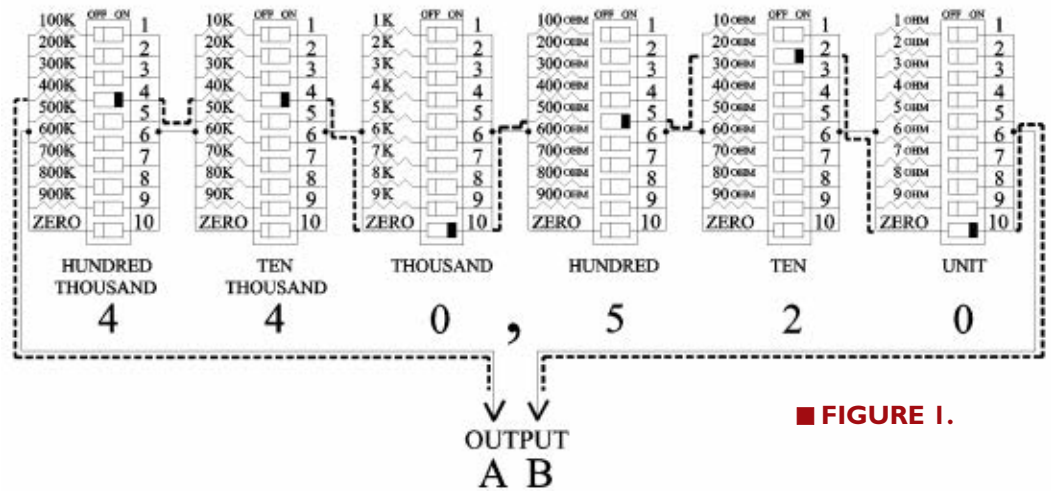 100K OFF ON 1
200K 2
300K 3
400K 4
500K 5
600K 6
700K 7
800K 8
900K 9
ZERO 10
HUNDRED
THOUSAND
4
10K OFF ON 1
20K 2
30K 3
40K 4
50K 5
60K 6
70K 7
80K 8
90K 9
ZERO 10
TEN
THOUSAND
4
1K OFF ON 1
2K 2
3K 3
4K 4
5K 5
6K 6
7K 7
8K 8
9K 9
ZERO 10
THOUSAND
0 ,
100 OHM OFF ON 1
200 OHM 2
300 OHM 3
400 OHM 4
500 OHM 5
600 OHM 6
700 OHM 7
800 OHM 8
900 OHM 9
ZERO 10
HUNDRED
5
10 OHM OFF ON 1
20 OHM 2
30 OHM 3
40 OHM 4
50 OHM 5
60 OHM 6
70 OHM 7
80 OHM 8
90 OHM 9
ZERO 10
TEN
2
1 OHM OFF ON 1
2 OHM 2
3 OHM 3
4 OHM 4
5 OHM 5
6 OHM 6
7 OHM 7
8 OHM 8
9 OHM 9
ZERO 10
UNIT
0
OUTPUT
A B
FIGURE 1.